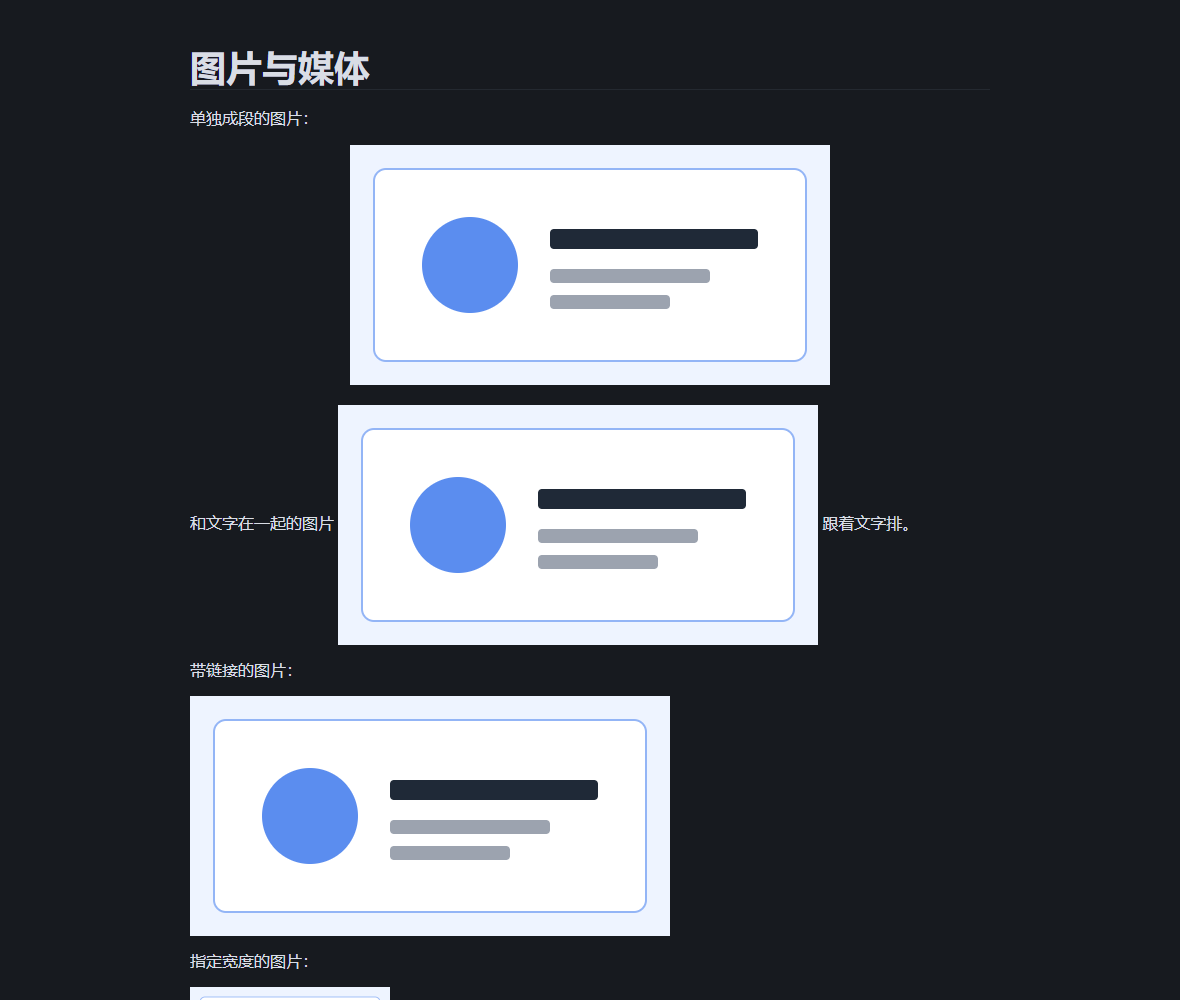 图片与媒体
单独成段的图片：
和文字在一起的图片 跟着文字排。
带链接的图片：
指定宽度的图片：